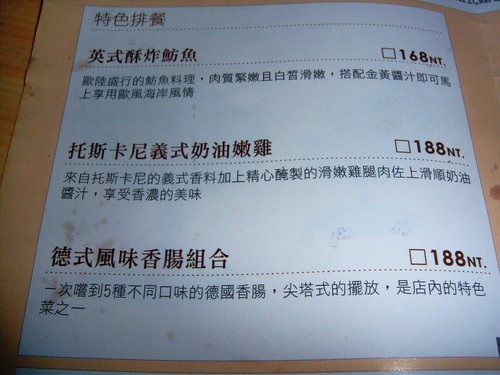 特色排餐
英式酥炸魴魚 □168NT.
歐陸盛行的魴魚料理，肉質緊嫩且白皙滑嫩，搭配金黃醬汁即可馬
上享用歐風海岸風情
托斯卡尼義式奶油嫩雞 □188NT.
來自托斯卡尼的義式香料加上精心醃製的滑嫩雞腿肉佐上滑順奶油
醬汁，享受香濃的美味
德式風味香腸組合 □188NT.
一次嚐到5種不同口味的德國香腸，尖塔式的擺放，是店內的特色
菜之一